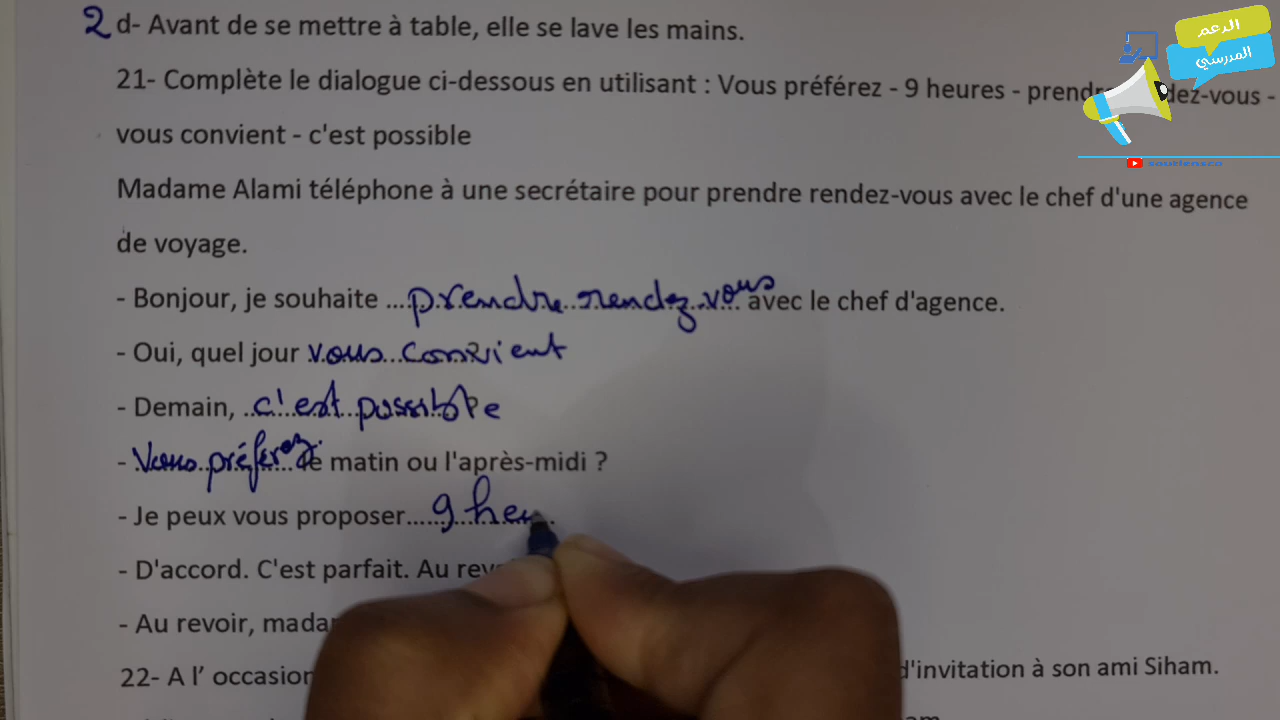 الدعم
المدرسي
soukiensco
2 d- Avant de se mettre à table, elle se lave les mains.
21- Complète le dialogue ci-dessous en utilisant : Vous préférez - 9 heures - prendre rendez-vous -
vous convient - c'est possible
Madame Alami téléphone à une secrétaire pour prendre rendez-vous avec le chef d'une agence
de voyage.
- Bonjour, je souhaite ....prendre rendez vous avec le chef d'agence.
- Oui, quel jour vous convient
- Demain, ...c'est possible
- Vous préférez le matin ou l'après-midi ?
- Je peux vous proposer.....9 heu
- D'accord. C'est parfait. Au rev
- Au revoir, mada
22- A l' occasion d'invitation à son ami Siham.